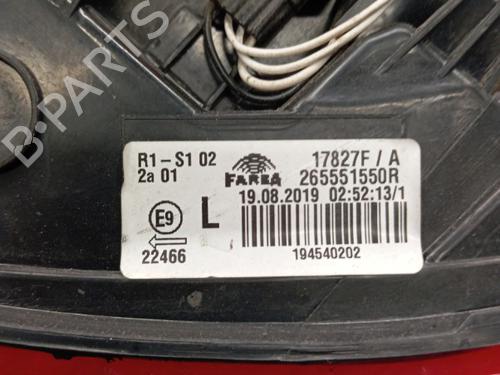 R1-S1 02
2a 01
FARBA
17827F / A
265551550R
19.08.2019 02:52:13/1
E9
L
22466
194540202
B-PARTS